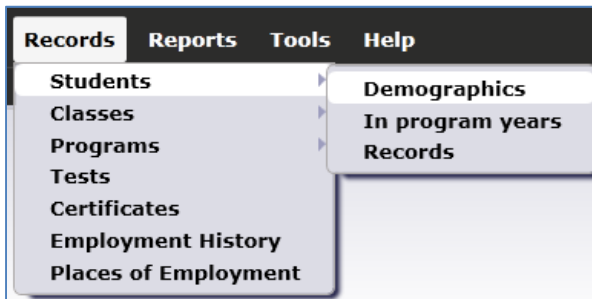 Records Reports Tools Help
Students
Classes
Programs
Tests
Certificates
Employment History
Places of Employment
Demographics
In program years
Records